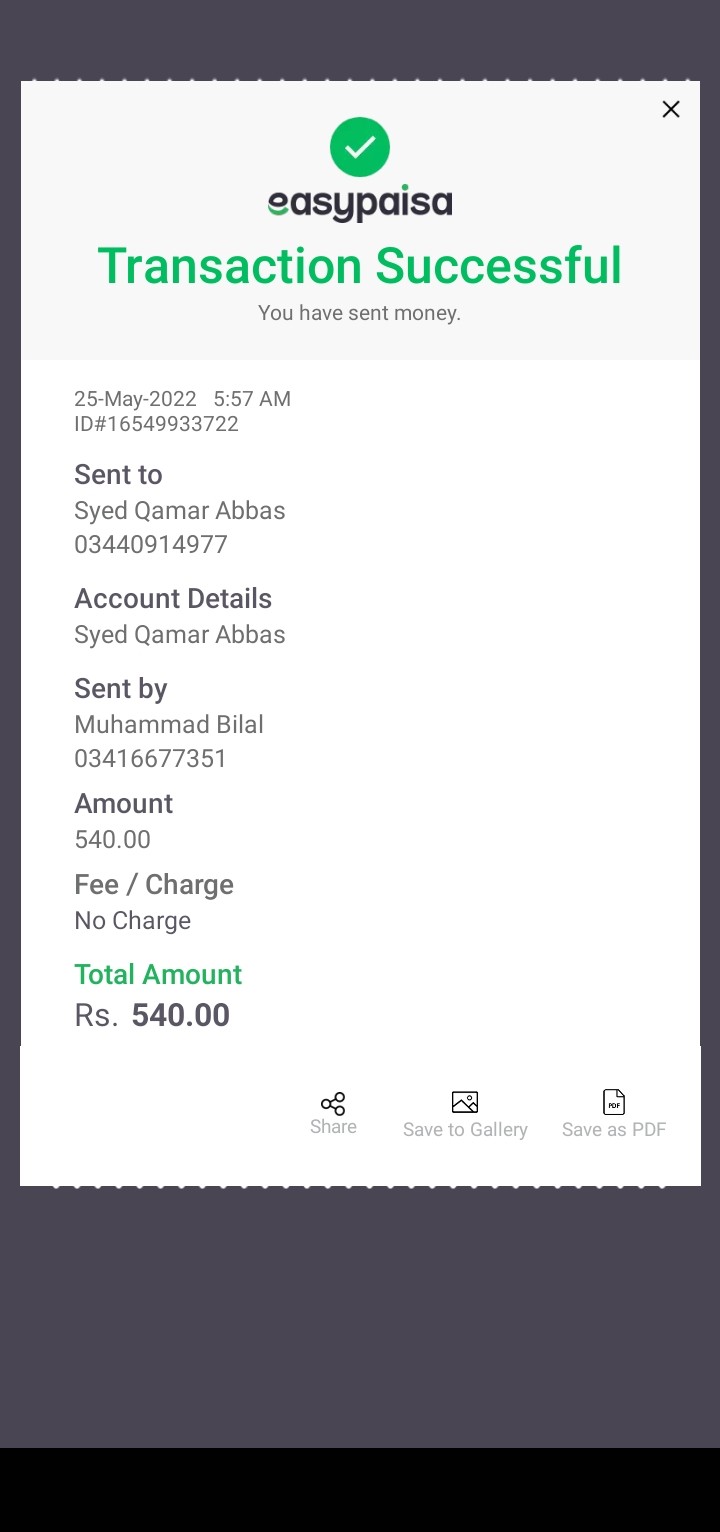 easypaisa
Transaction Successful
You have sent money.
25-May-2022 5:57 AM
ID#16549933722
Sent to
Syed Qamar Abbas
03440914977
Account Details
Syed Qamar Abbas
Sent by
Muhammad Bilal
03416677351
Amount
540.00
Fee / Charge
No Charge
Total Amount
Rs. 540.00
PDF
Share
Save to Gallery
Save as PDF